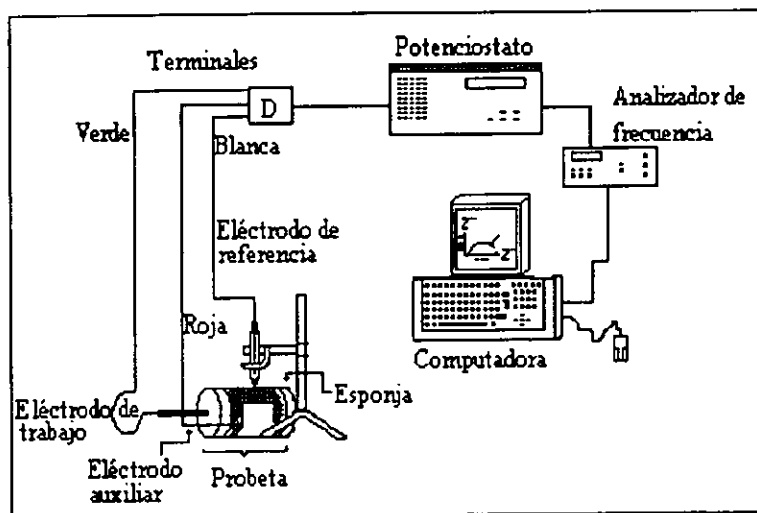 Potenciostato
Terminales
D
Analizador de
frecuencia
Verde
Blanca
Z''
Z'
Eléctrodo de
referencia
Roja
Computadora
Esponja
Eléctrodo de
trabajo
Eléctrodo
auxiliar
Probeta